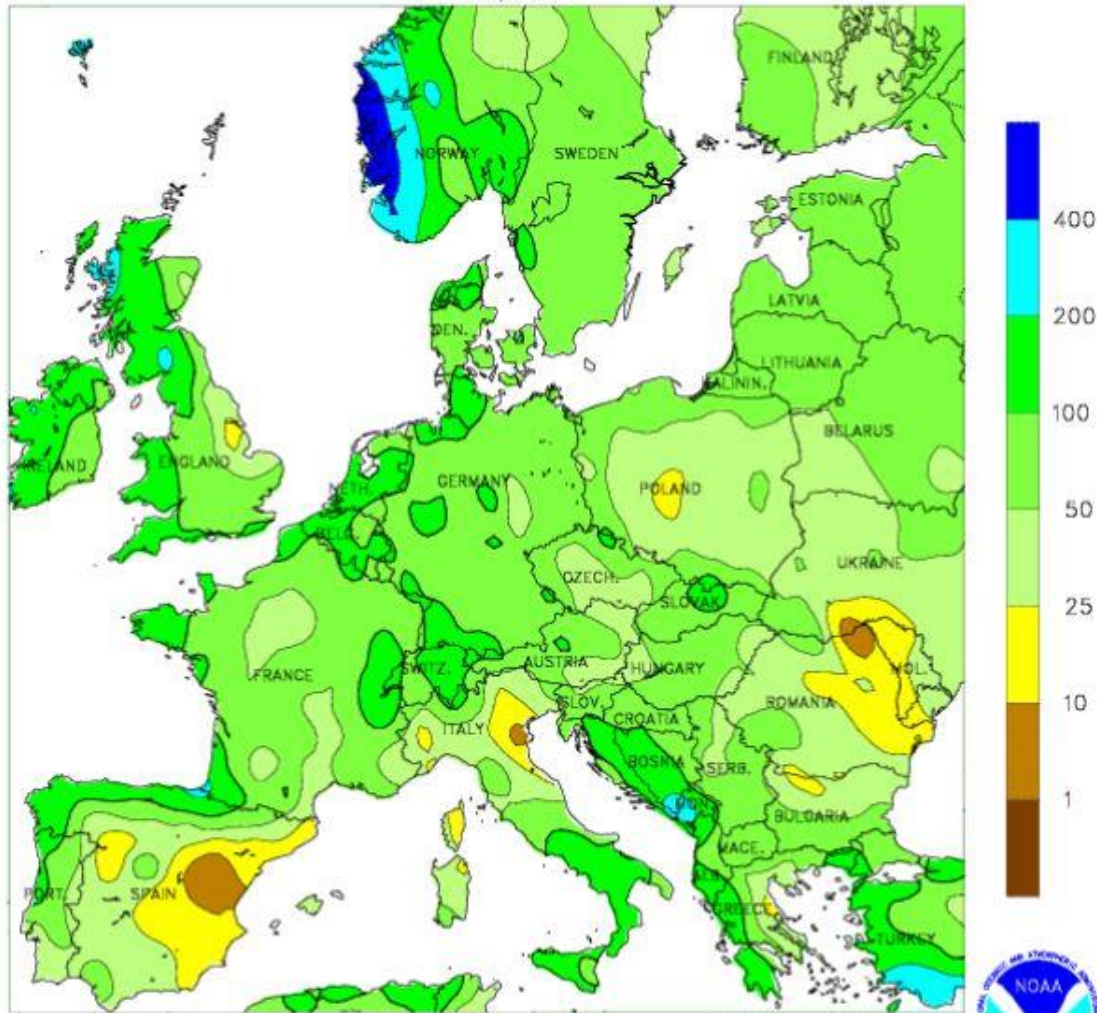 FINLAND
NORWAY
SWEDEN
ESTONIA
400
LATVIA
DEN.
200
LITHUANIA
KALININ.
100
BELARUS
IRELAND
ENGLAND
GERMANY
NETH.
POLAND
50
BELG.
UKRAINE
CZECH.
SLOVAK
25
FRANCE
SWITZ.
AUSTRIA
HUNGARY
MOL.
SLOV.
ROMANIA
10
ITALY
CROATIA
BOSNIA
SERB.
MON.
1
BULGARIA
MACE.
PORT.
SPAIN
ALB.
GREECE
TURKEY
NOAA